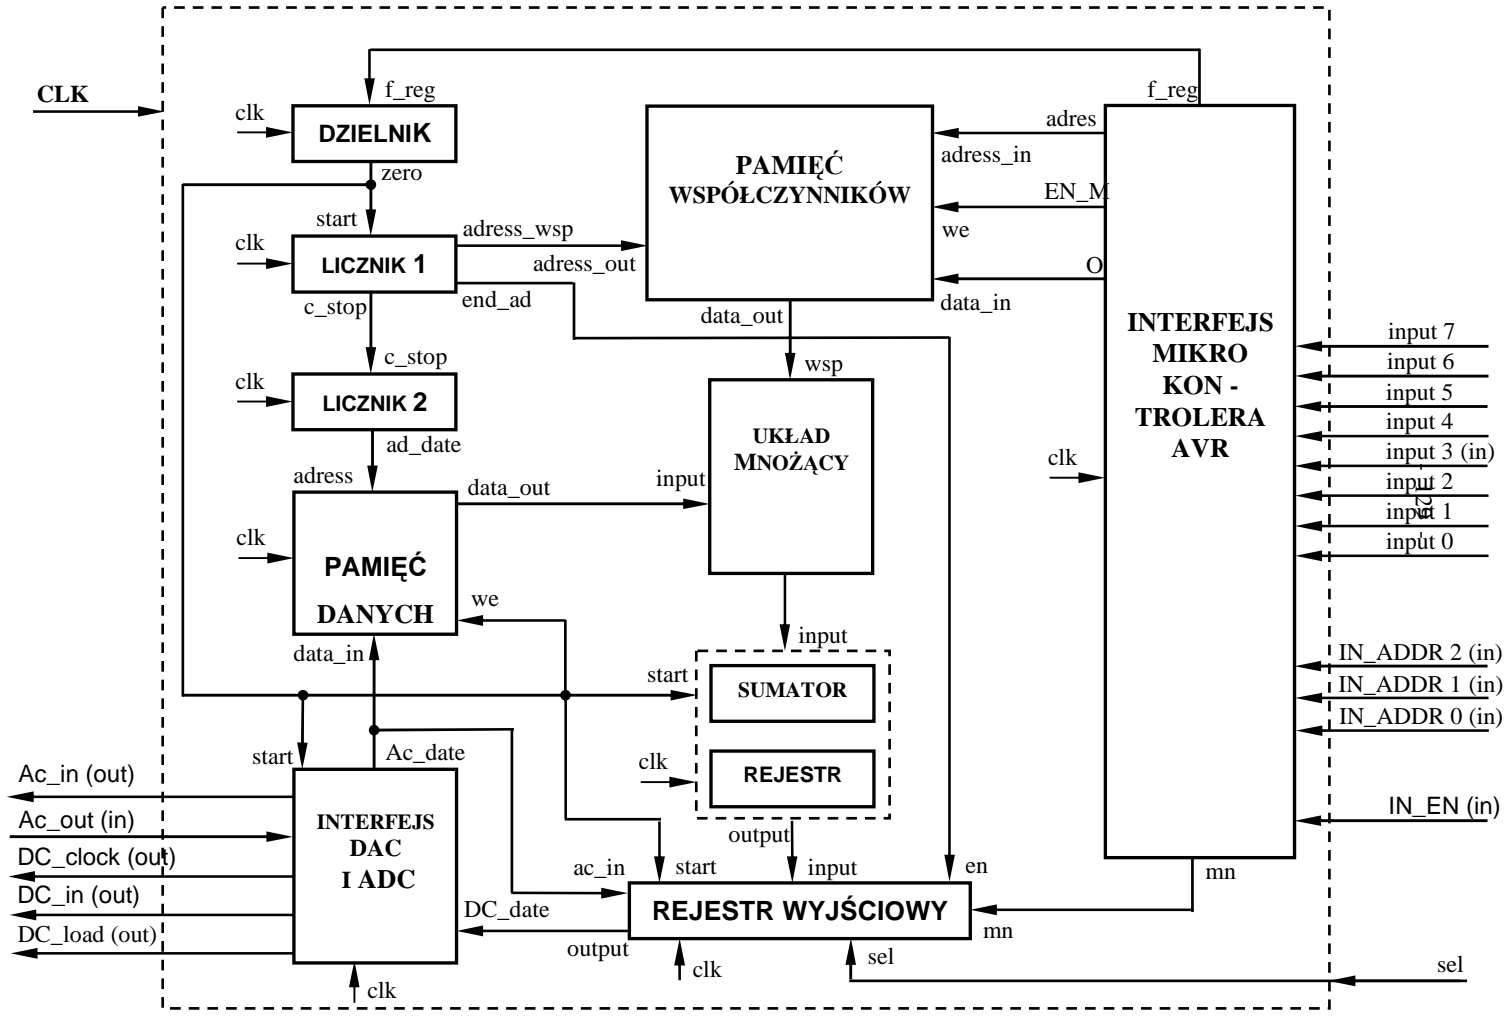 f_reg
f_reg
CLK
clk
DZIELNIK
zero
adres
adress_in
PAMIĘĆ
WSPÓŁCZYNNIKÓW
EN_M
we
start
clk
LICZNIK 1
adress_wsp
adress_out
c_stop
end_ad
O
data_in
data_out
INTERFEJS
MIKRO
KON -
TROLERA
AVR
clk
c_stop
clk
LICZNIK 2
ad_date
wsp
UKŁAD
MNOŻĄCY
input 7
input 6
input 5
input 4
input 3 (in)
input 2
input 1
input 0
- 129 -
adress
data_out
input
clk
PAMIĘĆ
DANYCH
we
data_in
input
start
SUMATOR
clk
REJESTR
output
IN_ADDR 2 (in)
IN_ADDR 1 (in)
IN_ADDR 0 (in)
IN_EN (in)
start
Ac_date
Ac_in (out)
Ac_out (in)
DC_clock (out)
DC_in (out)
DC_load (out)
INTERFEJS
DAC
I ADC
clk
ac_in
start
input
en
mn
DC_date
REJESTR WYJŚCIOWY
output
mn
clk
sel
sel